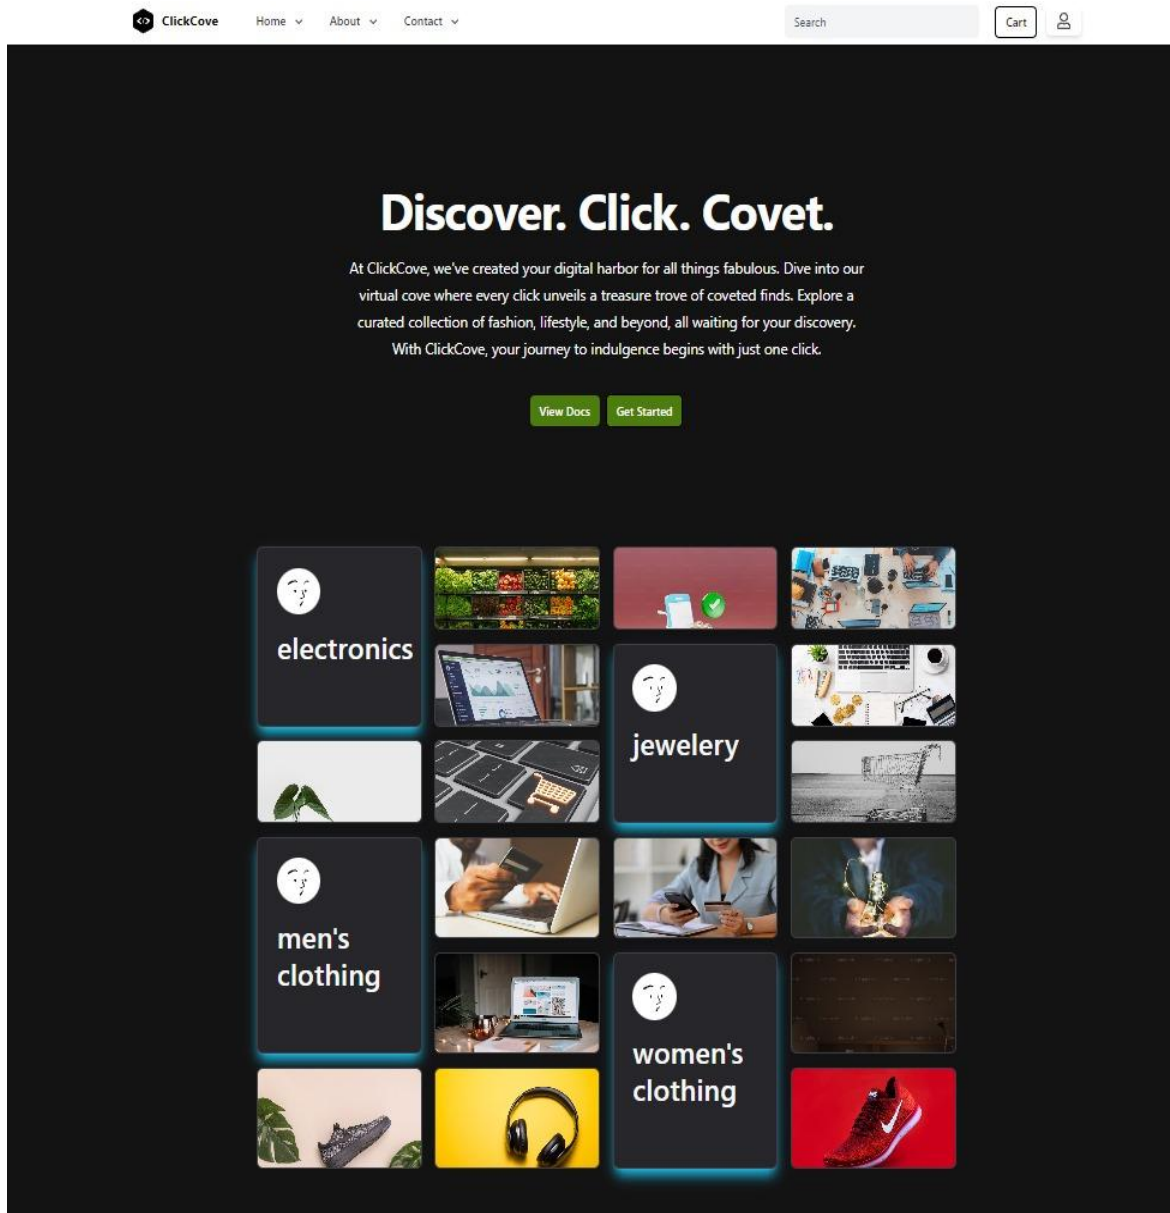 ClickCove Home About Contact Search Cart
Discover. Click. Covet.
At ClickCove, we've created your digital harbor for all things fabulous. Dive into our
virtual cove where every click unveils a treasure trove of coveted finds. Explore a
curated collection of fashion, lifestyle, and beyond, all waiting for your discovery.
With ClickCove, your journey to indulgence begins with just one click.
View Docs Get Started
electronics
jewelery
men's
clothing
women's
clothing